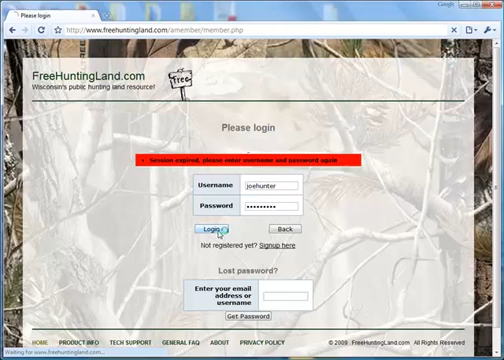 Please login
http://www.freehuntingland.com/amember/member.php
FreeHuntingLand.com
Wisconsin's public hunting land resource!
Free
Please login
Session expired, please enter username and password again
Username
joehunter
Password
•••••••••
Login
Back
Not registered yet? Signup here
Lost password?
Enter your email
address or
username
Get Password
HOME PRODUCT INFO TECH SUPPORT GENERAL FAQ ABOUT PRIVACY POLICY
© 2009 FreeHuntingLand.com All Rights Reserved
Waiting for www.freehuntingland.com...